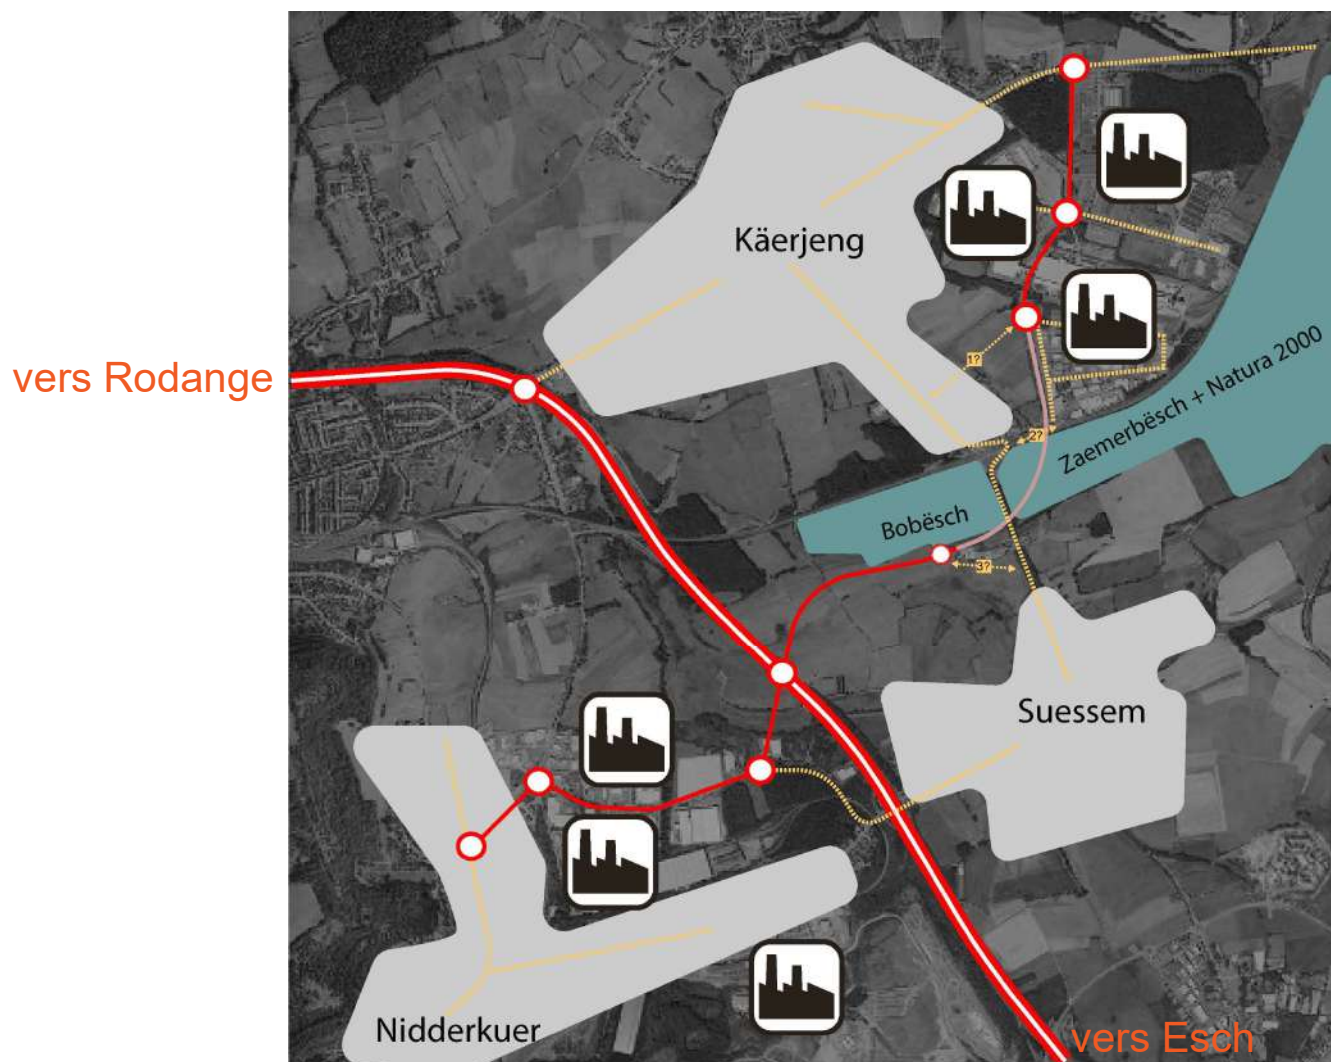 Käerjeng
1?
vers Rodange
Zaemerbësch + Natura 2000
2?
Bobësch
3?
Suessem
Nidderkuer
vers Esch